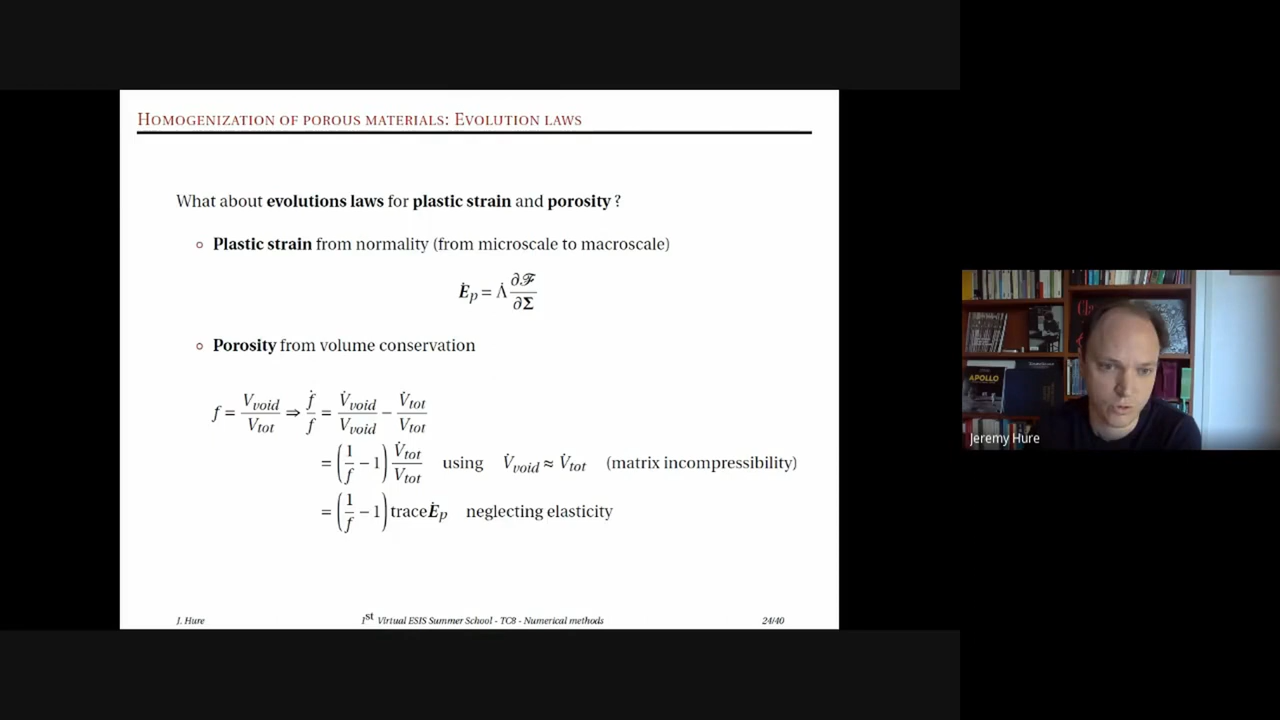 HOMOGENIZATION OF POROUS MATERIALS: EVOLUTION LAWS
What about evolutions laws for plastic strain and porosity ?
Plastic strain from normality (from microscale to macroscale)
Ė_p = Λ̇ ∂ℱ/∂Σ
Porosity from volume conservation
f = V_void/V_tot ⇒ ḟ/f = V̇_void/V_void − V̇_tot/V_tot
= (1/f − 1) V̇_tot/V_tot using V̇_void ≈ V̇_tot (matrix incompressibility)
= (1/f − 1) trace Ė_p neglecting elasticity
J. Hure 1st Virtual ESIS Summer School - TC8 - Numerical methods 24/40
APOLLO
Jeremy Hure